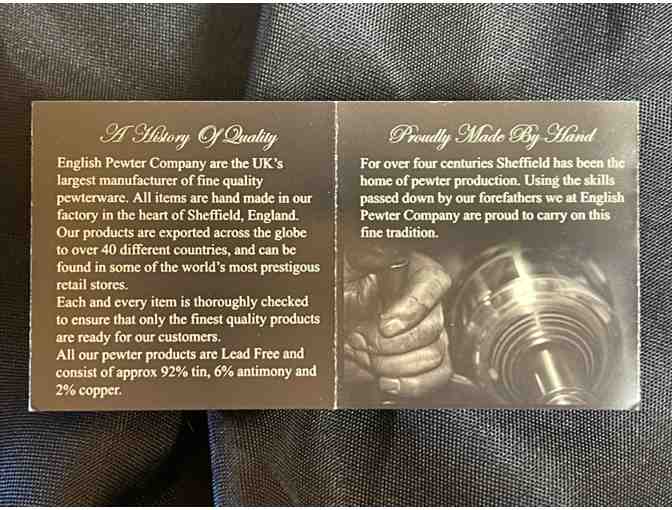 A History Of Quality
English Pewter Company are the UK's
largest manufacturer of fine quality
pewterware. All items are hand made in our
factory in the heart of Sheffield, England.
Our products are exported across the globe
to over 40 different countries, and can be
found in some of the world's most prestigous
retail stores.
Each and every item is thoroughly checked
to ensure that only the finest quality products
are ready for our customers.
All our pewter products are Lead Free and
consist of approx 92% tin, 6% antimony and
2% copper.
Proudly Made By Hand
For over four centuries Sheffield has been the
home of pewter production. Using the skills
passed down by our forefathers we at English
Pewter Company are proud to carry on this
fine tradition.